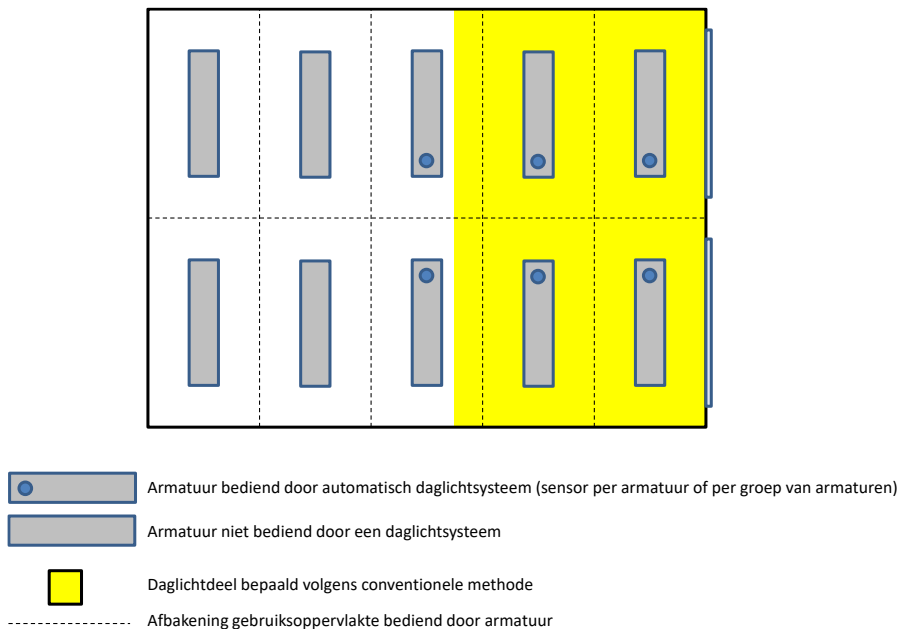 Armatuur bediend door automatisch daglichtsysteem (sensor per armatuur of per groep van armaturen)
Armatuur niet bediend door een daglichtsysteem
Daglichtdeel bepaald volgens conventionele methode
Afbakening gebruiksoppervlakte bediend door armatuur